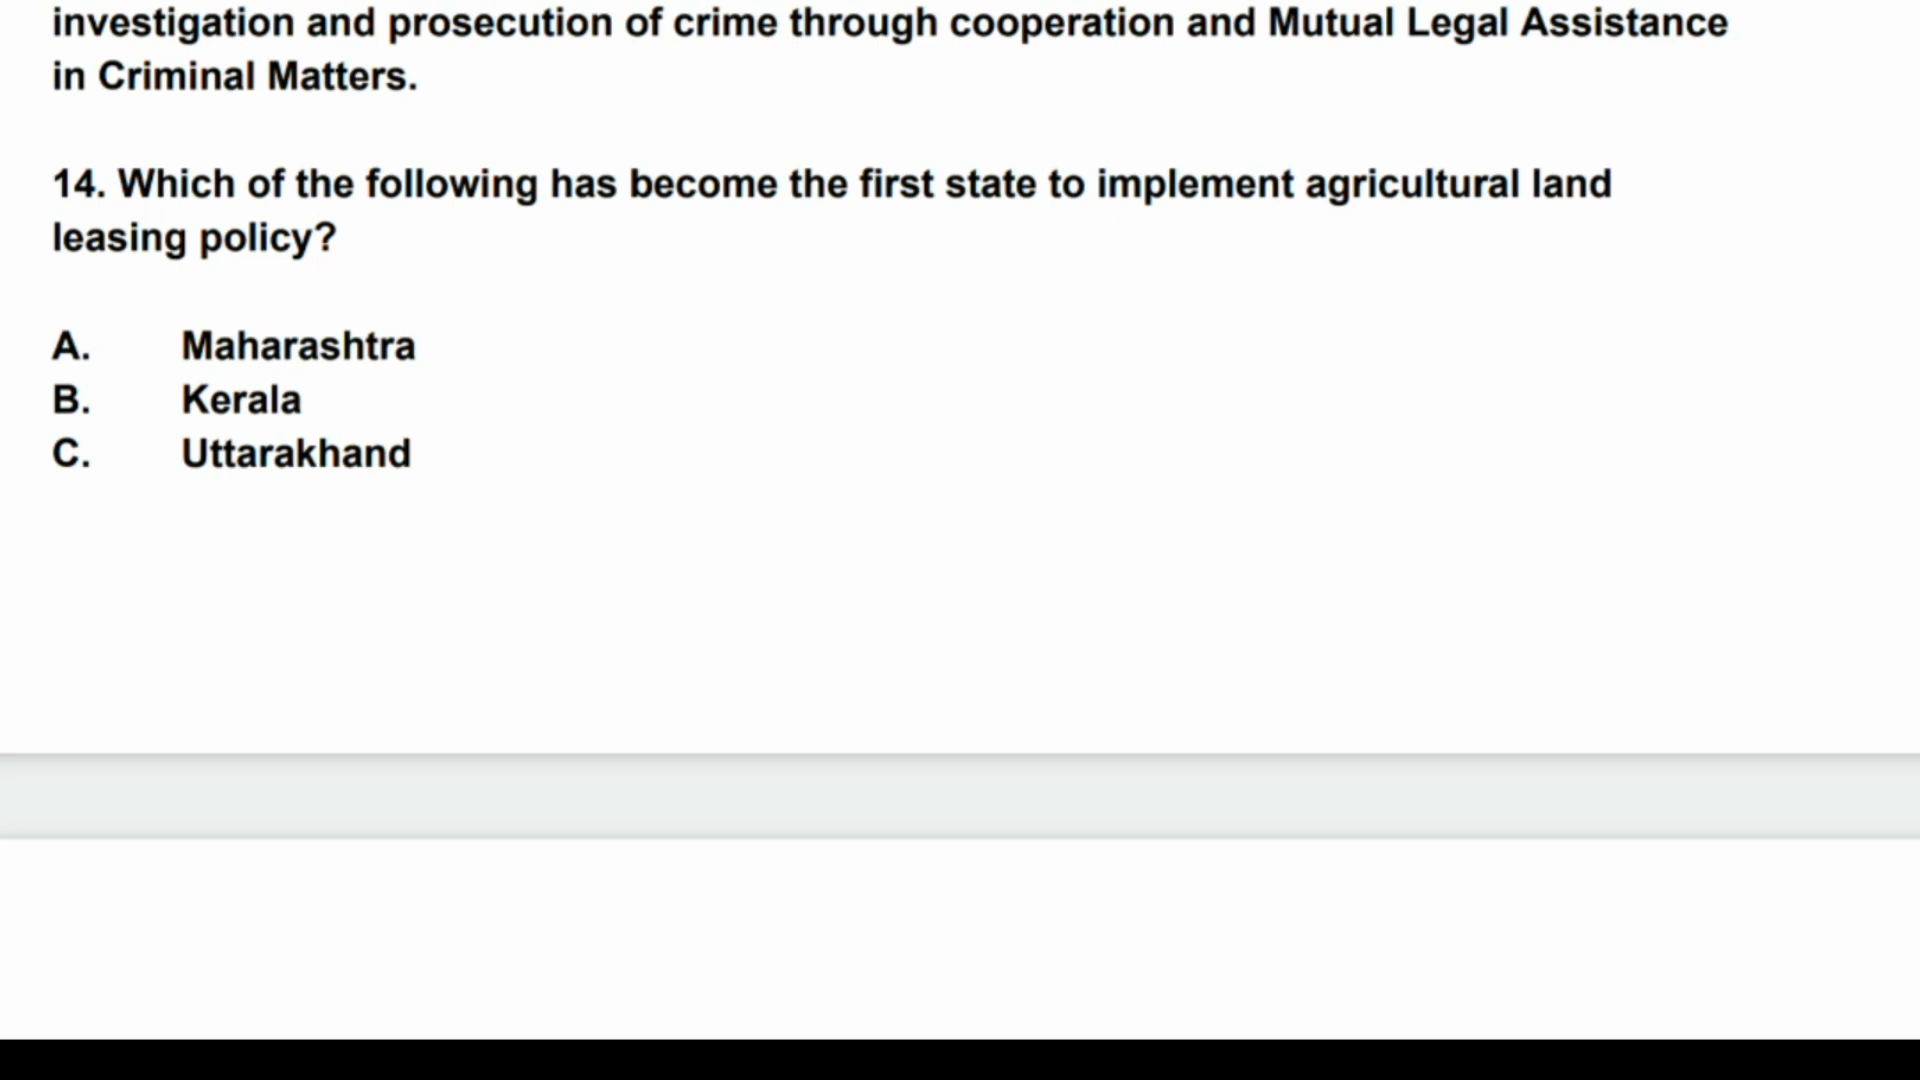 investigation and prosecution of crime through cooperation and Mutual Legal Assistance
in Criminal Matters.
14. Which of the following has become the first state to implement agricultural land
leasing policy?
A. Maharashtra
B. Kerala
C. Uttarakhand